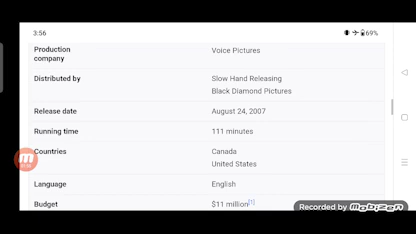 3:56
69%
Production company
Voice Pictures
Distributed by
Slow Hand Releasing
Black Diamond Pictures
Release date
August 24, 2007
Running time
111 minutes
Countries
Canada
United States
Language
English
Budget
$11 million[1]
Recorded by Mobizen